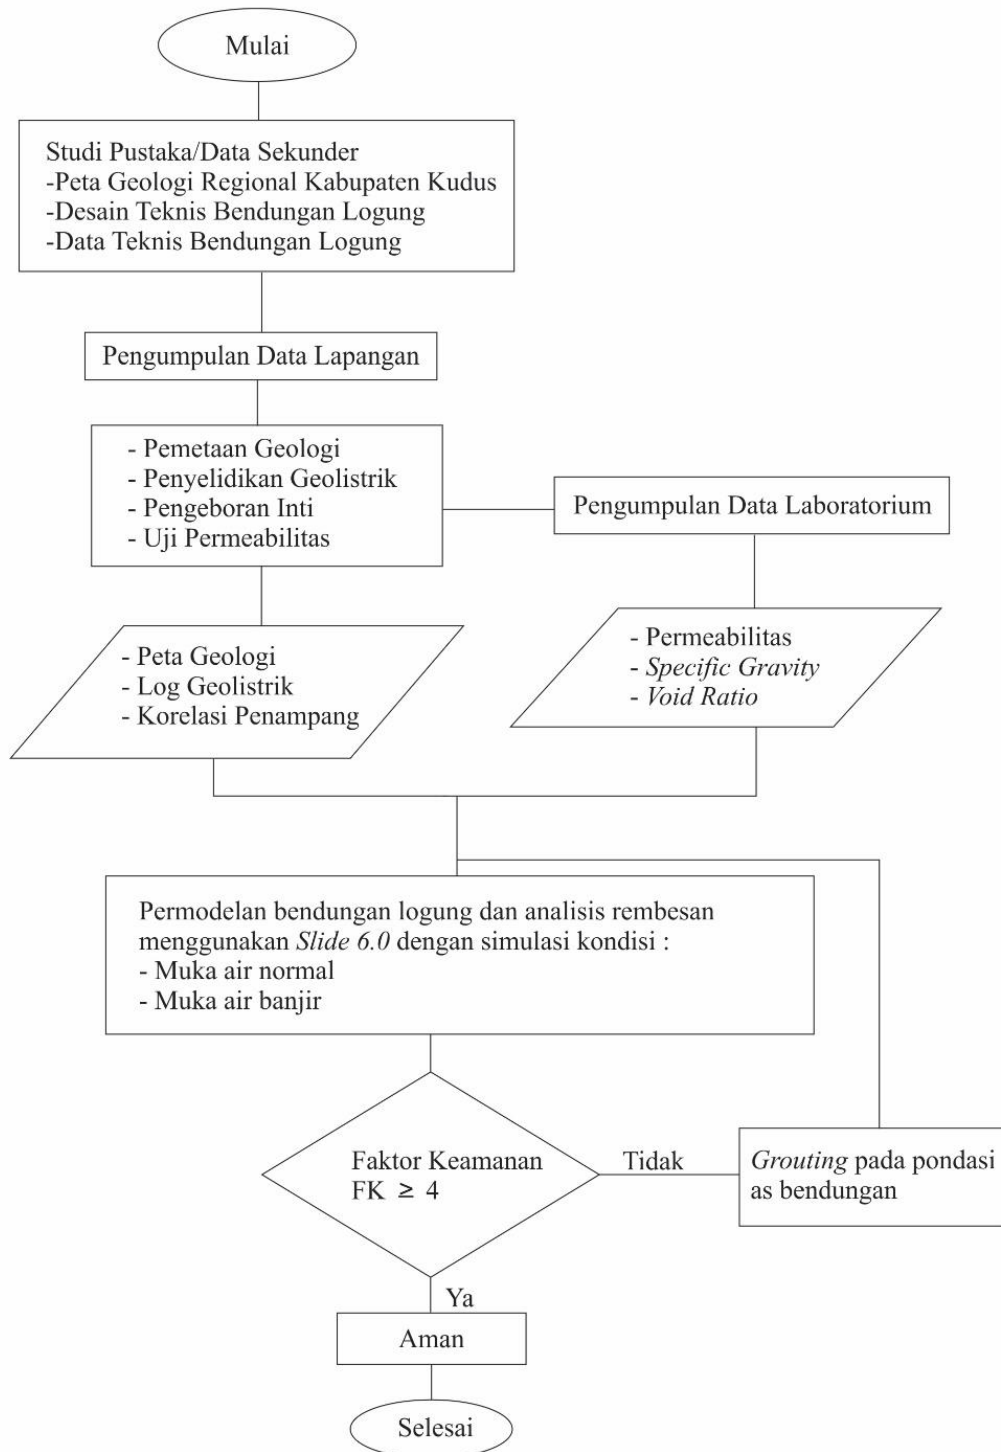 Mulai
Studi Pustaka/Data Sekunder
-Peta Geologi Regional Kabupaten Kudus
-Desain Teknis Bendungan Logung
-Data Teknis Bendungan Logung
Pengumpulan Data Lapangan
- Pemetaan Geologi
- Penyelidikan Geolistrik
- Pengeboran Inti
- Uji Permeabilitas
Pengumpulan Data Laboratorium
- Peta Geologi
- Log Geolistrik
- Korelasi Penampang
- Permeabilitas
- Specific Gravity
- Void Ratio
Permodelan bendungan logung dan analisis rembesan
menggunakan Slide 6.0 dengan simulasi kondisi :
- Muka air normal
- Muka air banjir
Faktor Keamanan
FK ≥ 4
Tidak
Grouting pada pondasi
as bendungan
Ya
Aman
Selesai